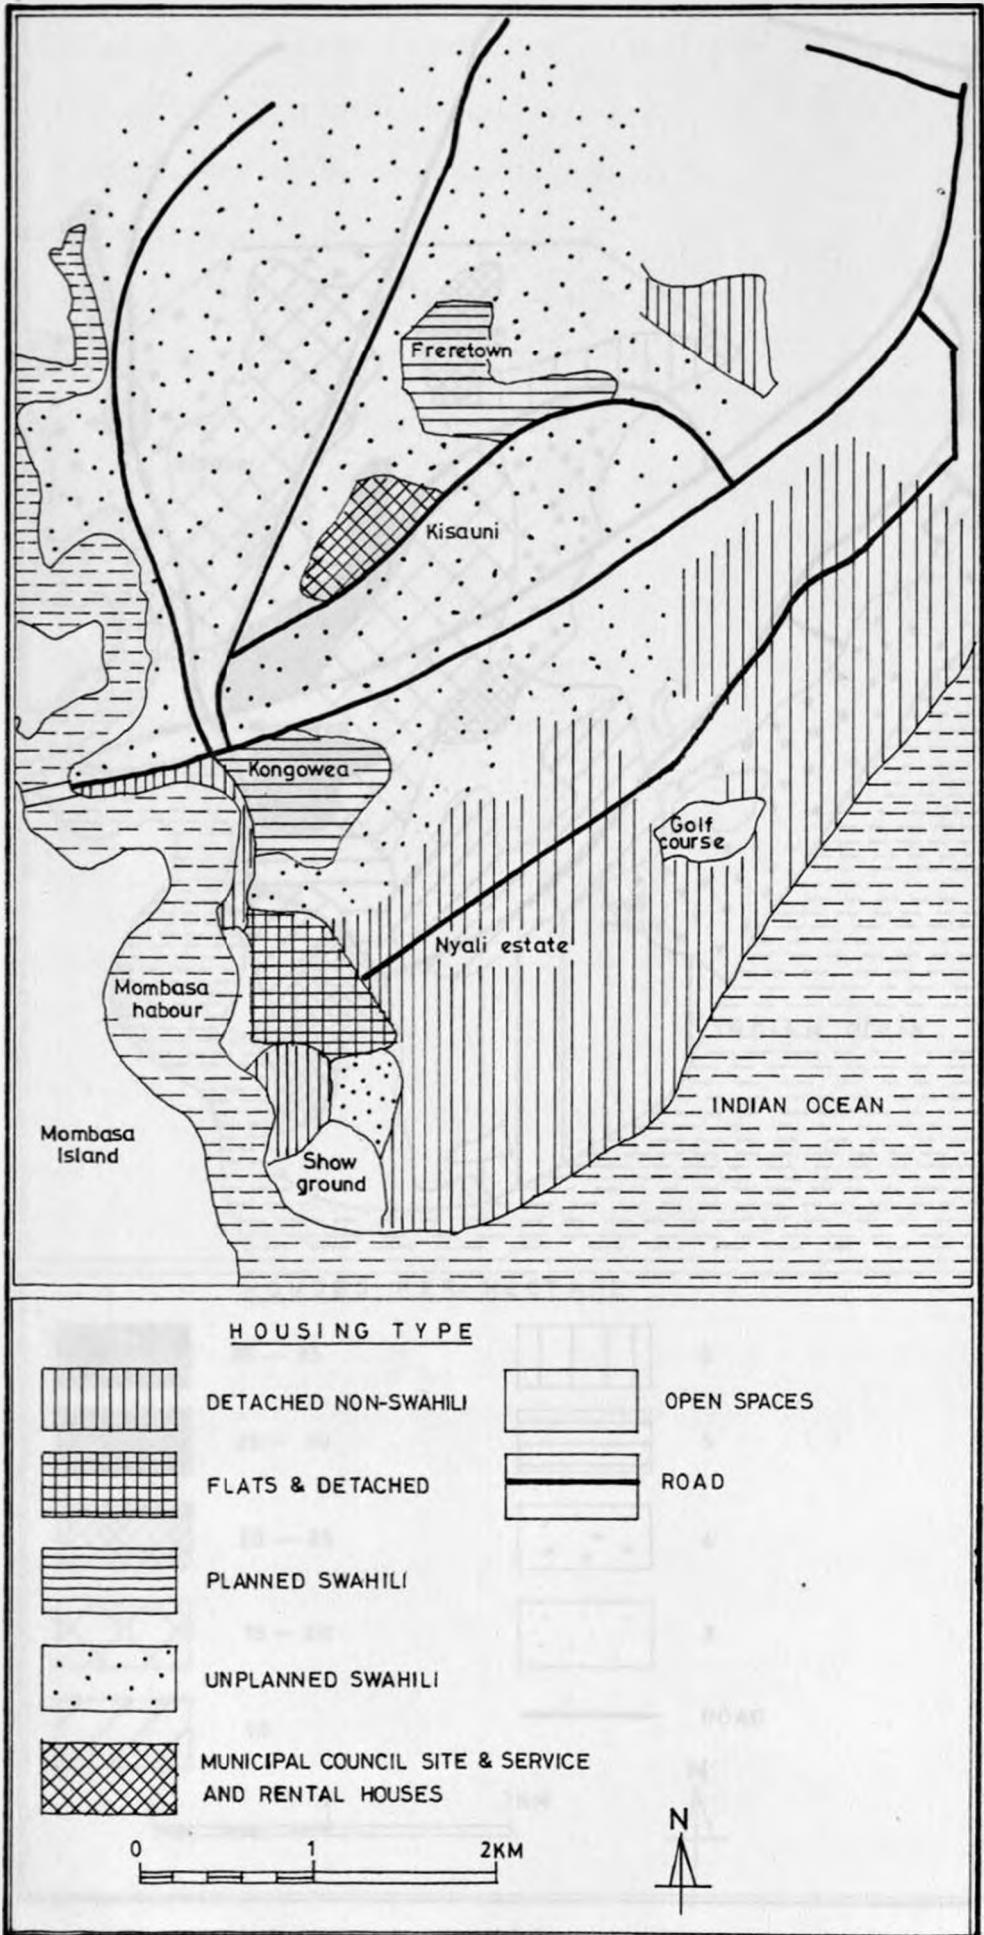 Freretown
Kisauni
Kongowea
Golf
course
Nyali estate
Mombasa
habour
INDIAN OCEAN
Mombasa
Island
Show
ground
HOUSING TYPE
DETACHED NON-SWAHILI
OPEN SPACES
FLATS & DETACHED
ROAD
PLANNED SWAHILI
UNPLANNED SWAHILI
MUNICIPAL COUNCIL SITE & SERVICE
AND RENTAL HOUSES
0 1 2KM
N